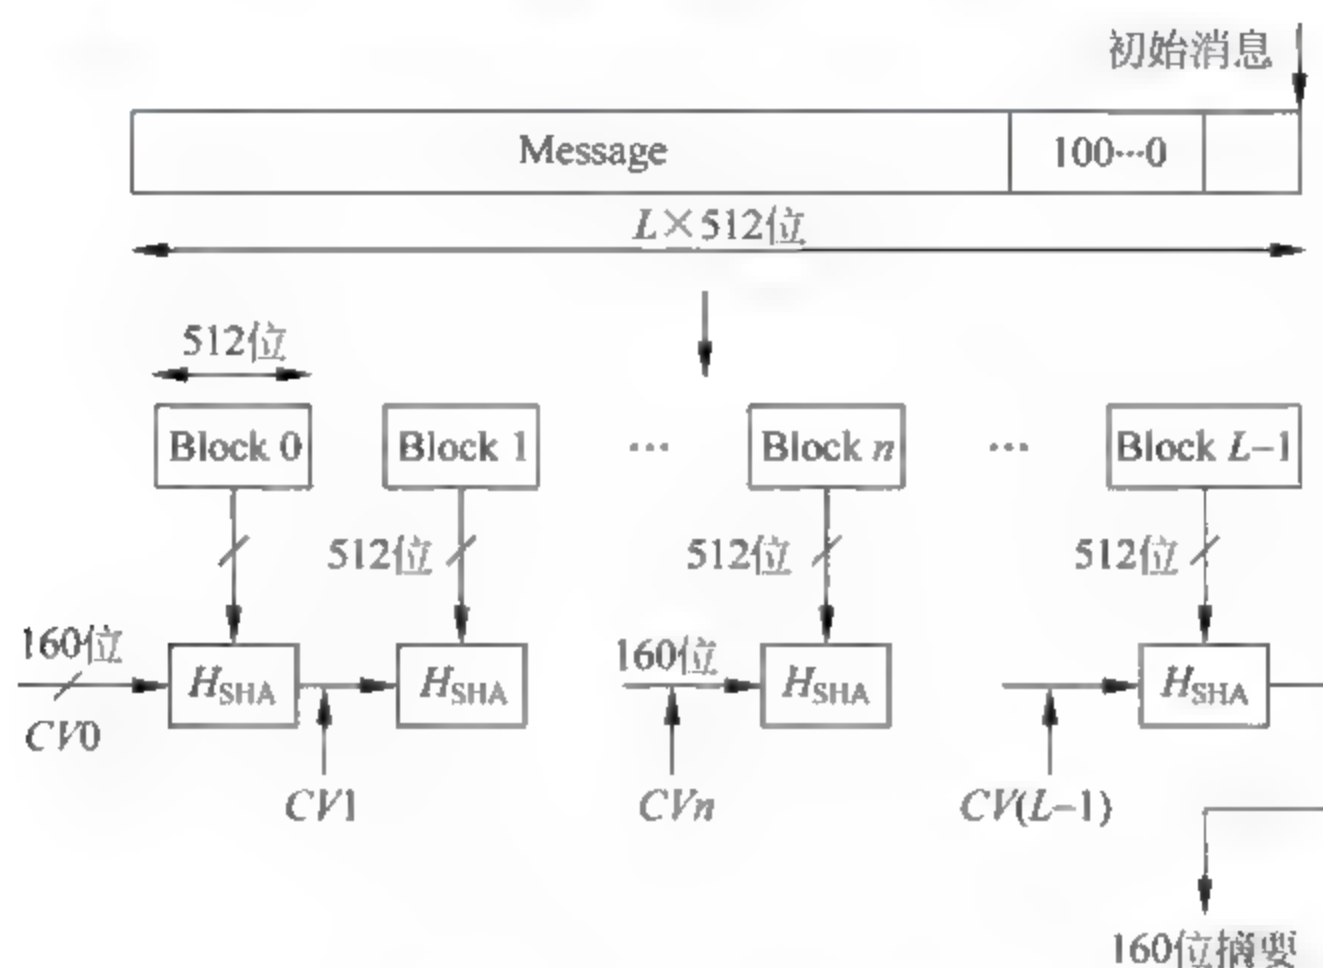 初始消息
Message
100…0
L×512位
512位
Block 0
Block 1
…
Block n
…
Block L−1
512位
512位
512位
160位
HSHA
HSHA
160位
HSHA
HSHA
CV0
CV1
CVn
CV(L−1)
160位摘要